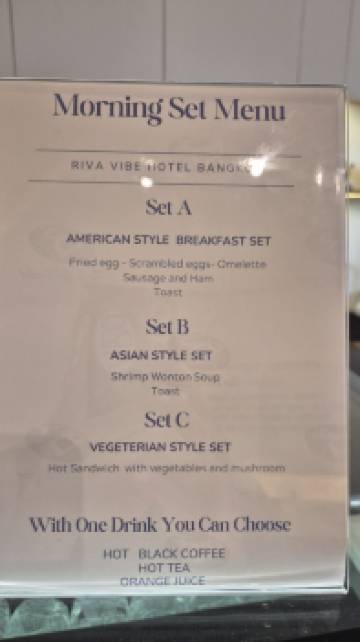 Morning Set Menu
RIVA VIBE HOTEL BANGKOK
Set A
AMERICAN STYLE BREAKFAST SET
Fried egg - Scrambled eggs- Omelette
Sausage and Ham
Toast
Set B
ASIAN STYLE SET
Shrimp Wonton Soup
Toast
Set C
VEGETERIAN STYLE SET
Hot Sandwich with vegetables and mushroom
With One Drink You Can Choose
HOT BLACK COFFEE
HOT TEA
ORANGE JUICE